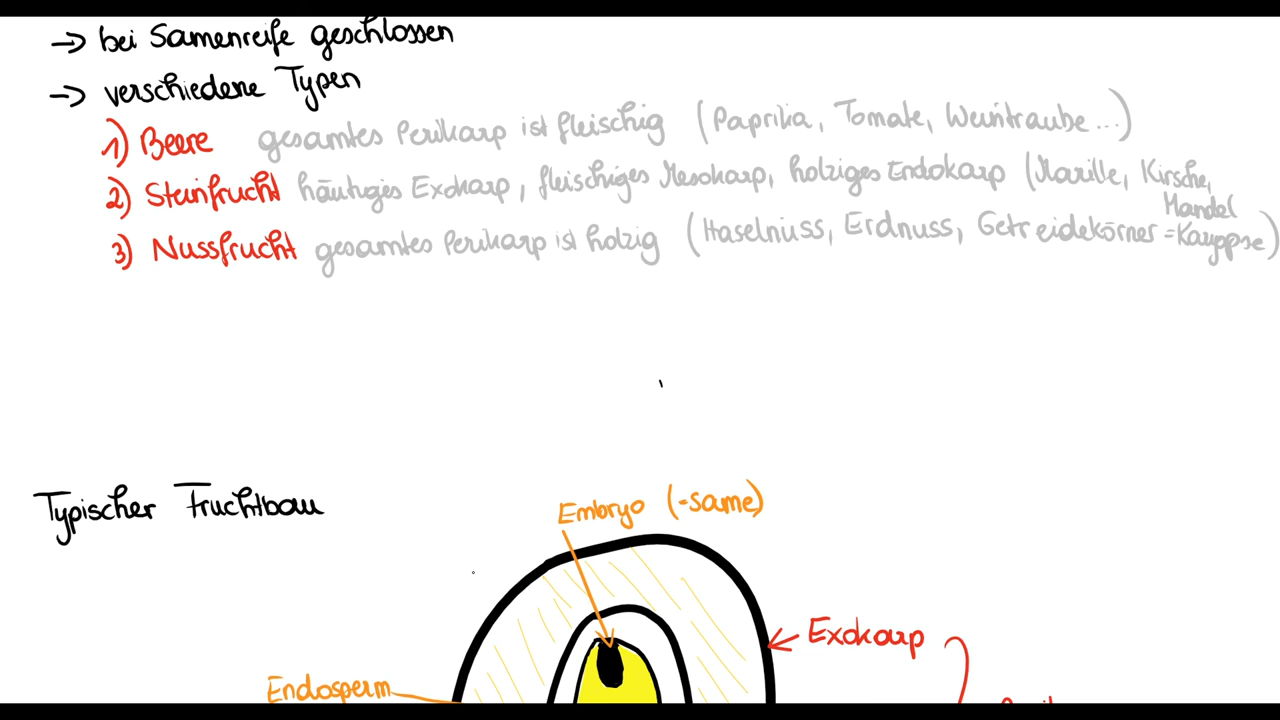 → bei Samenreife geschlossen
→ verschiedene Typen
1) Beere gesamtes Perikarp ist fleischig (Paprika, Tomate, Weintraube...)
2) Steinfrucht häutiges Exokarp, fleischiges Mesokarp, holziges Endokarp (Marille, Kirsche, Mandel
3) Nussfrucht gesamtes Perikarp ist holzig (Haselnuss, Erdnuss, Getreidekörner = Karyopse)
Typischer Fruchtbau
Embryo (-same)
Exokarp
Endosperm